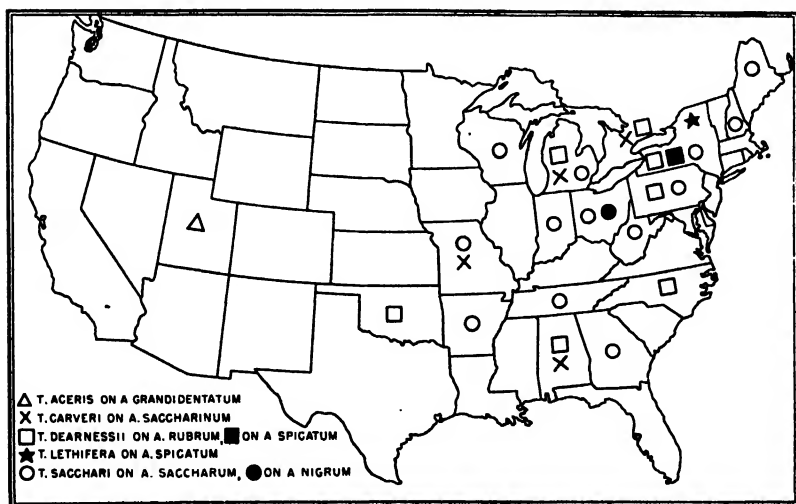 △ T. ACERIS ON A GRANDIDENTATUM
X T. CARVERI ON A. SACCHARINUM
□ T. DEARNESSII ON A. RUBRUM, ■ ON A SPICATUM
★ T. LETHIFERA ON A. SPICATUM
○ T. SACCHARI ON A. SACCHARUM, ● ON A NIGRUM